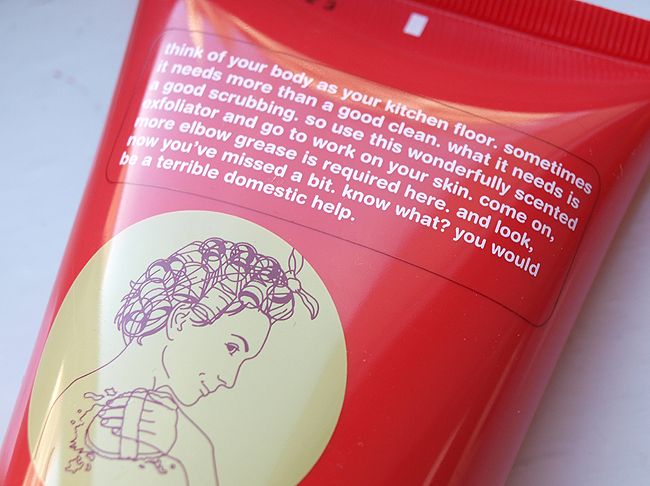 think of your body as your kitchen floor. sometimes
it needs more than a good clean. what it needs is
a good scrubbing. so use this wonderfully scented
exfoliator and go to work on your skin. come on,
more elbow grease is required here. and look,
now you've missed a bit. know what? you would
be a terrible domestic help.